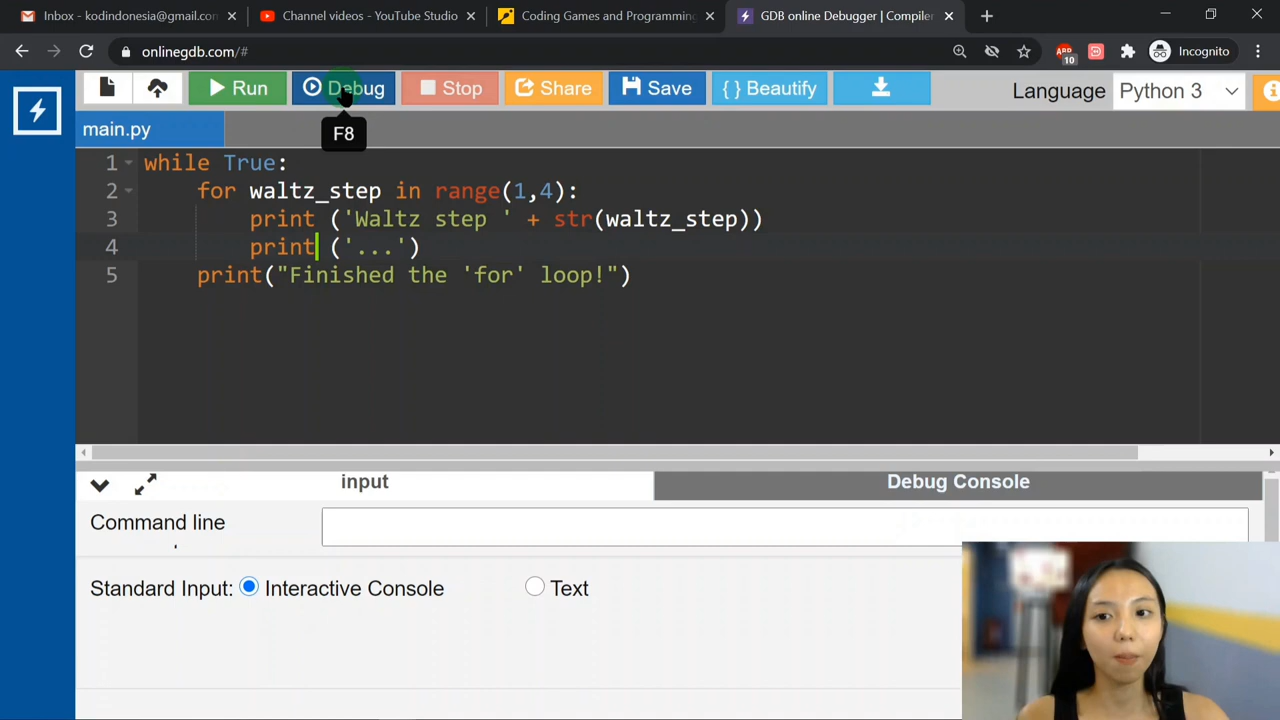 Inbox - kodindonesia@gmail.com
Channel videos - YouTube Studio
Coding Games and Programming
GDB online Debugger | Compiler
onlinegdb.com/#
10
Incognito
Run
Debug
Stop
Share
Save
{ } Beautify
Language
Python 3
main.py
F8
1 while True:
2 for waltz_step in range(1,4):
3 print ('Waltz step ' + str(waltz_step))
4 print ('...')
5 print("Finished the 'for' loop!")
input
Debug Console
Command line
Standard Input:
Interactive Console
Text